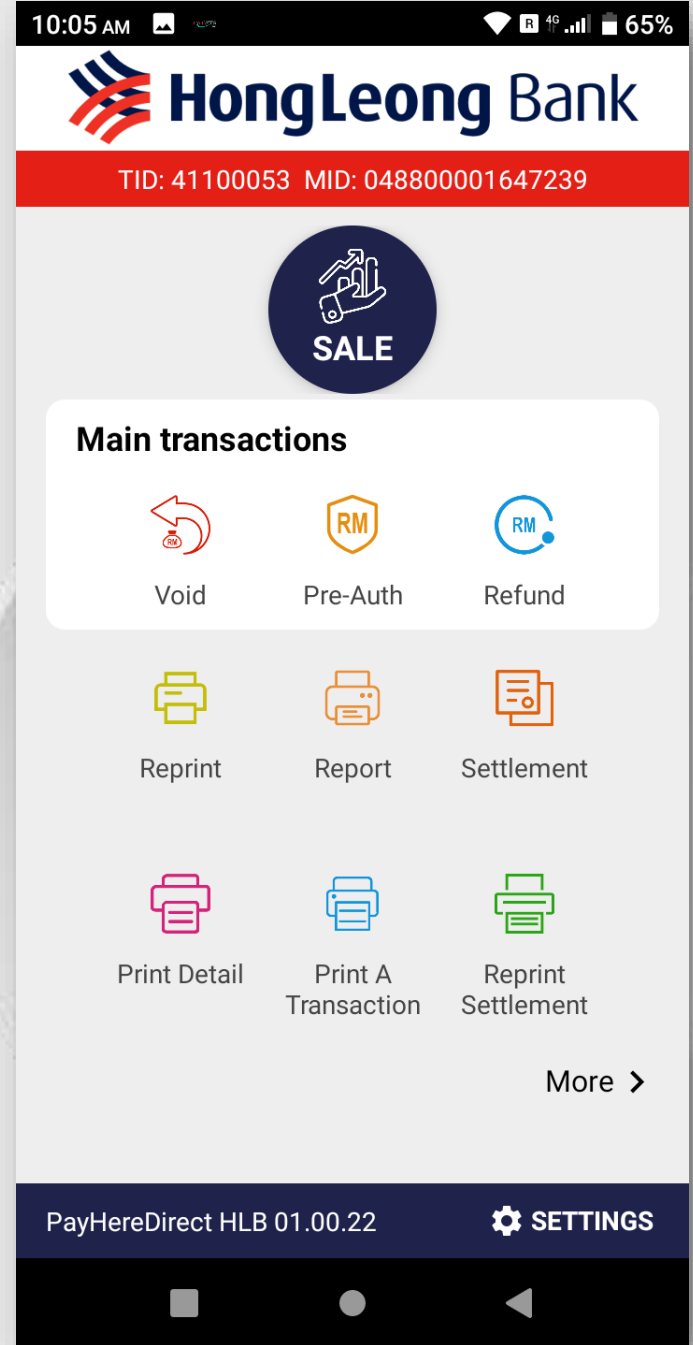 10:05 AM R 4G 65%
HongLeong Bank
TID: 41100053 MID: 048800001647239
SALE
Main transactions
RM RM RM
Void Pre-Auth Refund
Reprint Report Settlement
Print Detail Print A Reprint
Transaction Settlement
More
PayHereDirect HLB 01.00.22 SETTINGS